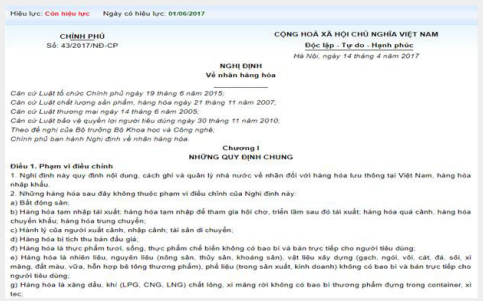 Hiệu lực: Còn hiệu lực Ngày có hiệu lực: 01/06/2017
CHÍNH PHỦ
Số: 43/2017/NĐ-CP
CỘNG HOÀ XÃ HỘI CHỦ NGHĨA VIỆT NAM
Độc lập - Tự do - Hạnh phúc
Hà Nội, ngày 14 tháng 4 năm 2017
NGHỊ ĐỊNH
Về nhãn hàng hóa
Căn cứ Luật tổ chức Chính phủ ngày 19 tháng 6 năm 2015;
Căn cứ Luật chất lượng sản phẩm, hàng hóa ngày 21 tháng 11 năm 2007;
Căn cứ Luật thương mại ngày 14 tháng 6 năm 2005;
Căn cứ Luật bảo vệ quyền lợi người tiêu dùng ngày 30 tháng 11 năm 2010;
Theo đề nghị của Bộ trưởng Bộ Khoa học và Công nghệ,
Chính phủ ban hành Nghị định về nhãn hàng hóa.
Chương I
NHỮNG QUY ĐỊNH CHUNG
Điều 1. Phạm vi điều chỉnh
1. Nghị định này quy định nội dung, cách ghi và quản lý nhà nước về nhãn đối với hàng hóa lưu thông tại Việt Nam, hàng hóa
nhập khẩu.
2. Những hàng hóa sau đây không thuộc phạm vi điều chỉnh của Nghị định này:
a) Bất động sản;
b) Hàng hóa tạm nhập tái xuất; hàng hóa tạm nhập để tham gia hội chợ, triển lãm sau đó tái xuất; hàng hóa quá cảnh, hàng hóa
chuyển khẩu; hàng hóa trung chuyển;
c) Hành lý của người xuất cảnh, nhập cảnh; tài sản di chuyển;
d) Hàng hóa bị tịch thu bán đấu giá;
đ) Hàng hóa là thực phẩm tươi, sống, thực phẩm chế biến không có bao bì và bán trực tiếp cho người tiêu dùng;
e) Hàng hóa là nhiên liệu, nguyên liệu (nông sản, thủy sản, khoáng sản), vật liệu xây dựng (gạch, ngói, vôi, cát, đá, sỏi, xi
măng, đất màu, vữa, hỗn hợp bê tông thương phẩm), phế liệu (trong sản xuất, kinh doanh) không có bao bì và bán trực tiếp cho
người tiêu dùng;
g) Hàng hóa là xăng dầu, khí (LPG, CNG, LNG) chất lỏng, xi măng rời không có bao bì thương phẩm đựng trong container, xi
tec;